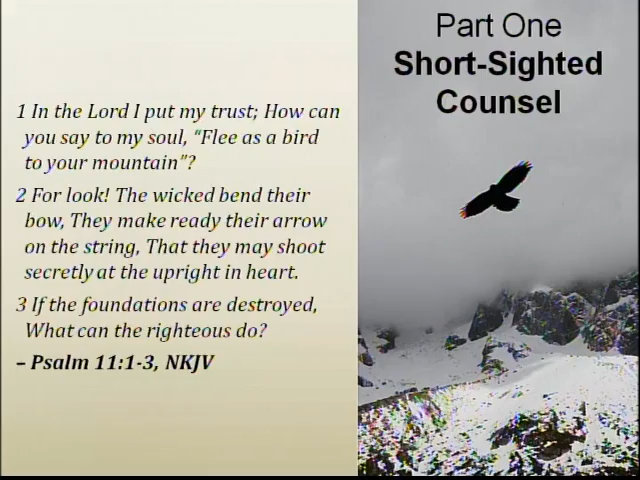 Part One
Short-Sighted
Counsel
1 In the Lord I put my trust; How can
you say to my soul, “Flee as a bird
to your mountain”?
2 For look! The wicked bend their
bow, They make ready their arrow
on the string, That they may shoot
secretly at the upright in heart.
3 If the foundations are destroyed,
What can the righteous do?
– Psalm 11:1-3, NKJV